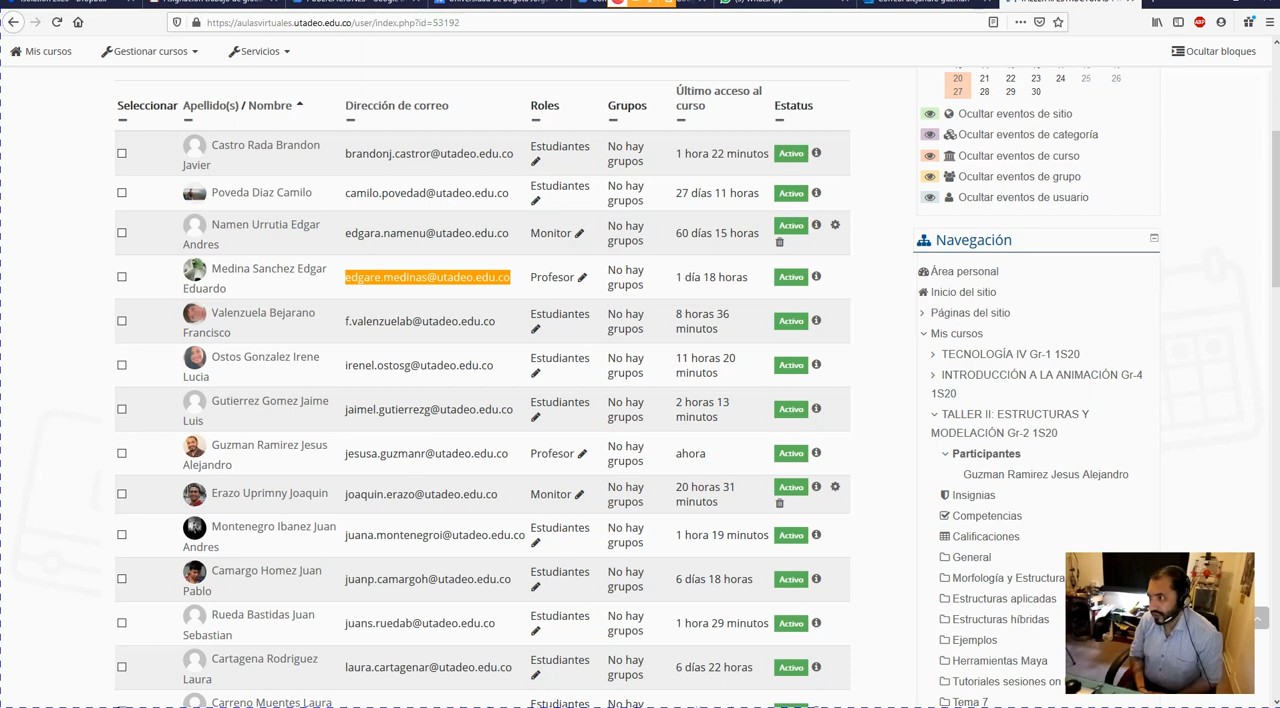 https://aulasvirtuales.utadeo.edu.co/user/index.php?id=53192
Mis cursos
Gestionar cursos
Servicios
Ocultar bloques
Seleccionar
Apellido(s) / Nombre
Dirección de correo
Roles
Grupos
Último acceso al
curso
Estatus
Castro Rada Brandon
Javier
brandonj.castror@utadeo.edu.co
Estudiantes
No hay
grupos
1 hora 22 minutos
Activo
Poveda Diaz Camilo
camilo.povedad@utadeo.edu.co
Estudiantes
No hay
grupos
27 días 11 horas
Activo
Namen Urrutia Edgar
Andres
edgara.namenu@utadeo.edu.co
Monitor
No hay
grupos
60 días 15 horas
Activo
Medina Sanchez Edgar
Eduardo
edgare.medinas@utadeo.edu.co
Profesor
No hay
grupos
1 día 18 horas
Activo
Valenzuela Bejarano
Francisco
f.valenzuelab@utadeo.edu.co
Estudiantes
No hay
grupos
8 horas 36
minutos
Activo
Ostos Gonzalez Irene
Lucia
irenel.ostosg@utadeo.edu.co
Estudiantes
No hay
grupos
11 horas 20
minutos
Activo
Gutierrez Gomez Jaime
Luis
jaimel.gutierrezg@utadeo.edu.co
Estudiantes
No hay
grupos
2 horas 13
minutos
Activo
Guzman Ramirez Jesus
Alejandro
jesusa.guzmanr@utadeo.edu.co
Profesor
No hay
grupos
ahora
Activo
Erazo Uprimny Joaquin
joaquin.erazo@utadeo.edu.co
Monitor
No hay
grupos
20 horas 31
minutos
Activo
Montenegro Ibanez Juan
Andres
juana.montenegroi@utadeo.edu.co
Estudiantes
No hay
grupos
1 hora 19 minutos
Activo
Camargo Homez Juan
Pablo
juanp.camargoh@utadeo.edu.co
Estudiantes
No hay
grupos
6 días 18 horas
Activo
Rueda Bastidas Juan
Sebastian
juans.ruedab@utadeo.edu.co
Estudiantes
No hay
grupos
1 hora 29 minutos
Activo
Cartagena Rodriguez
Laura
laura.cartagenar@utadeo.edu.co
Estudiantes
No hay
grupos
6 días 22 horas
Activo
Carreño Muentes Laura
Estudiantes
No hay
20 21 22 23 24 25 26
27 28 29 30
Ocultar eventos de sitio
Ocultar eventos de categoría
Ocultar eventos de curso
Ocultar eventos de grupo
Ocultar eventos de usuario
Navegación
Área personal
Inicio del sitio
Páginas del sitio
Mis cursos
TECNOLOGÍA IV Gr-1 1S20
INTRODUCCIÓN A LA ANIMACIÓN Gr-4
1S20
TALLER II: ESTRUCTURAS Y
MODELACIÓN Gr-2 1S20
Participantes
Guzman Ramirez Jesus Alejandro
Insignias
Competencias
Calificaciones
General
Morfología y Estructura
Estructuras aplicadas
Estructuras híbridas
Ejemplos
Herramientas Maya
Tutoriales sesiones on
Tema 7